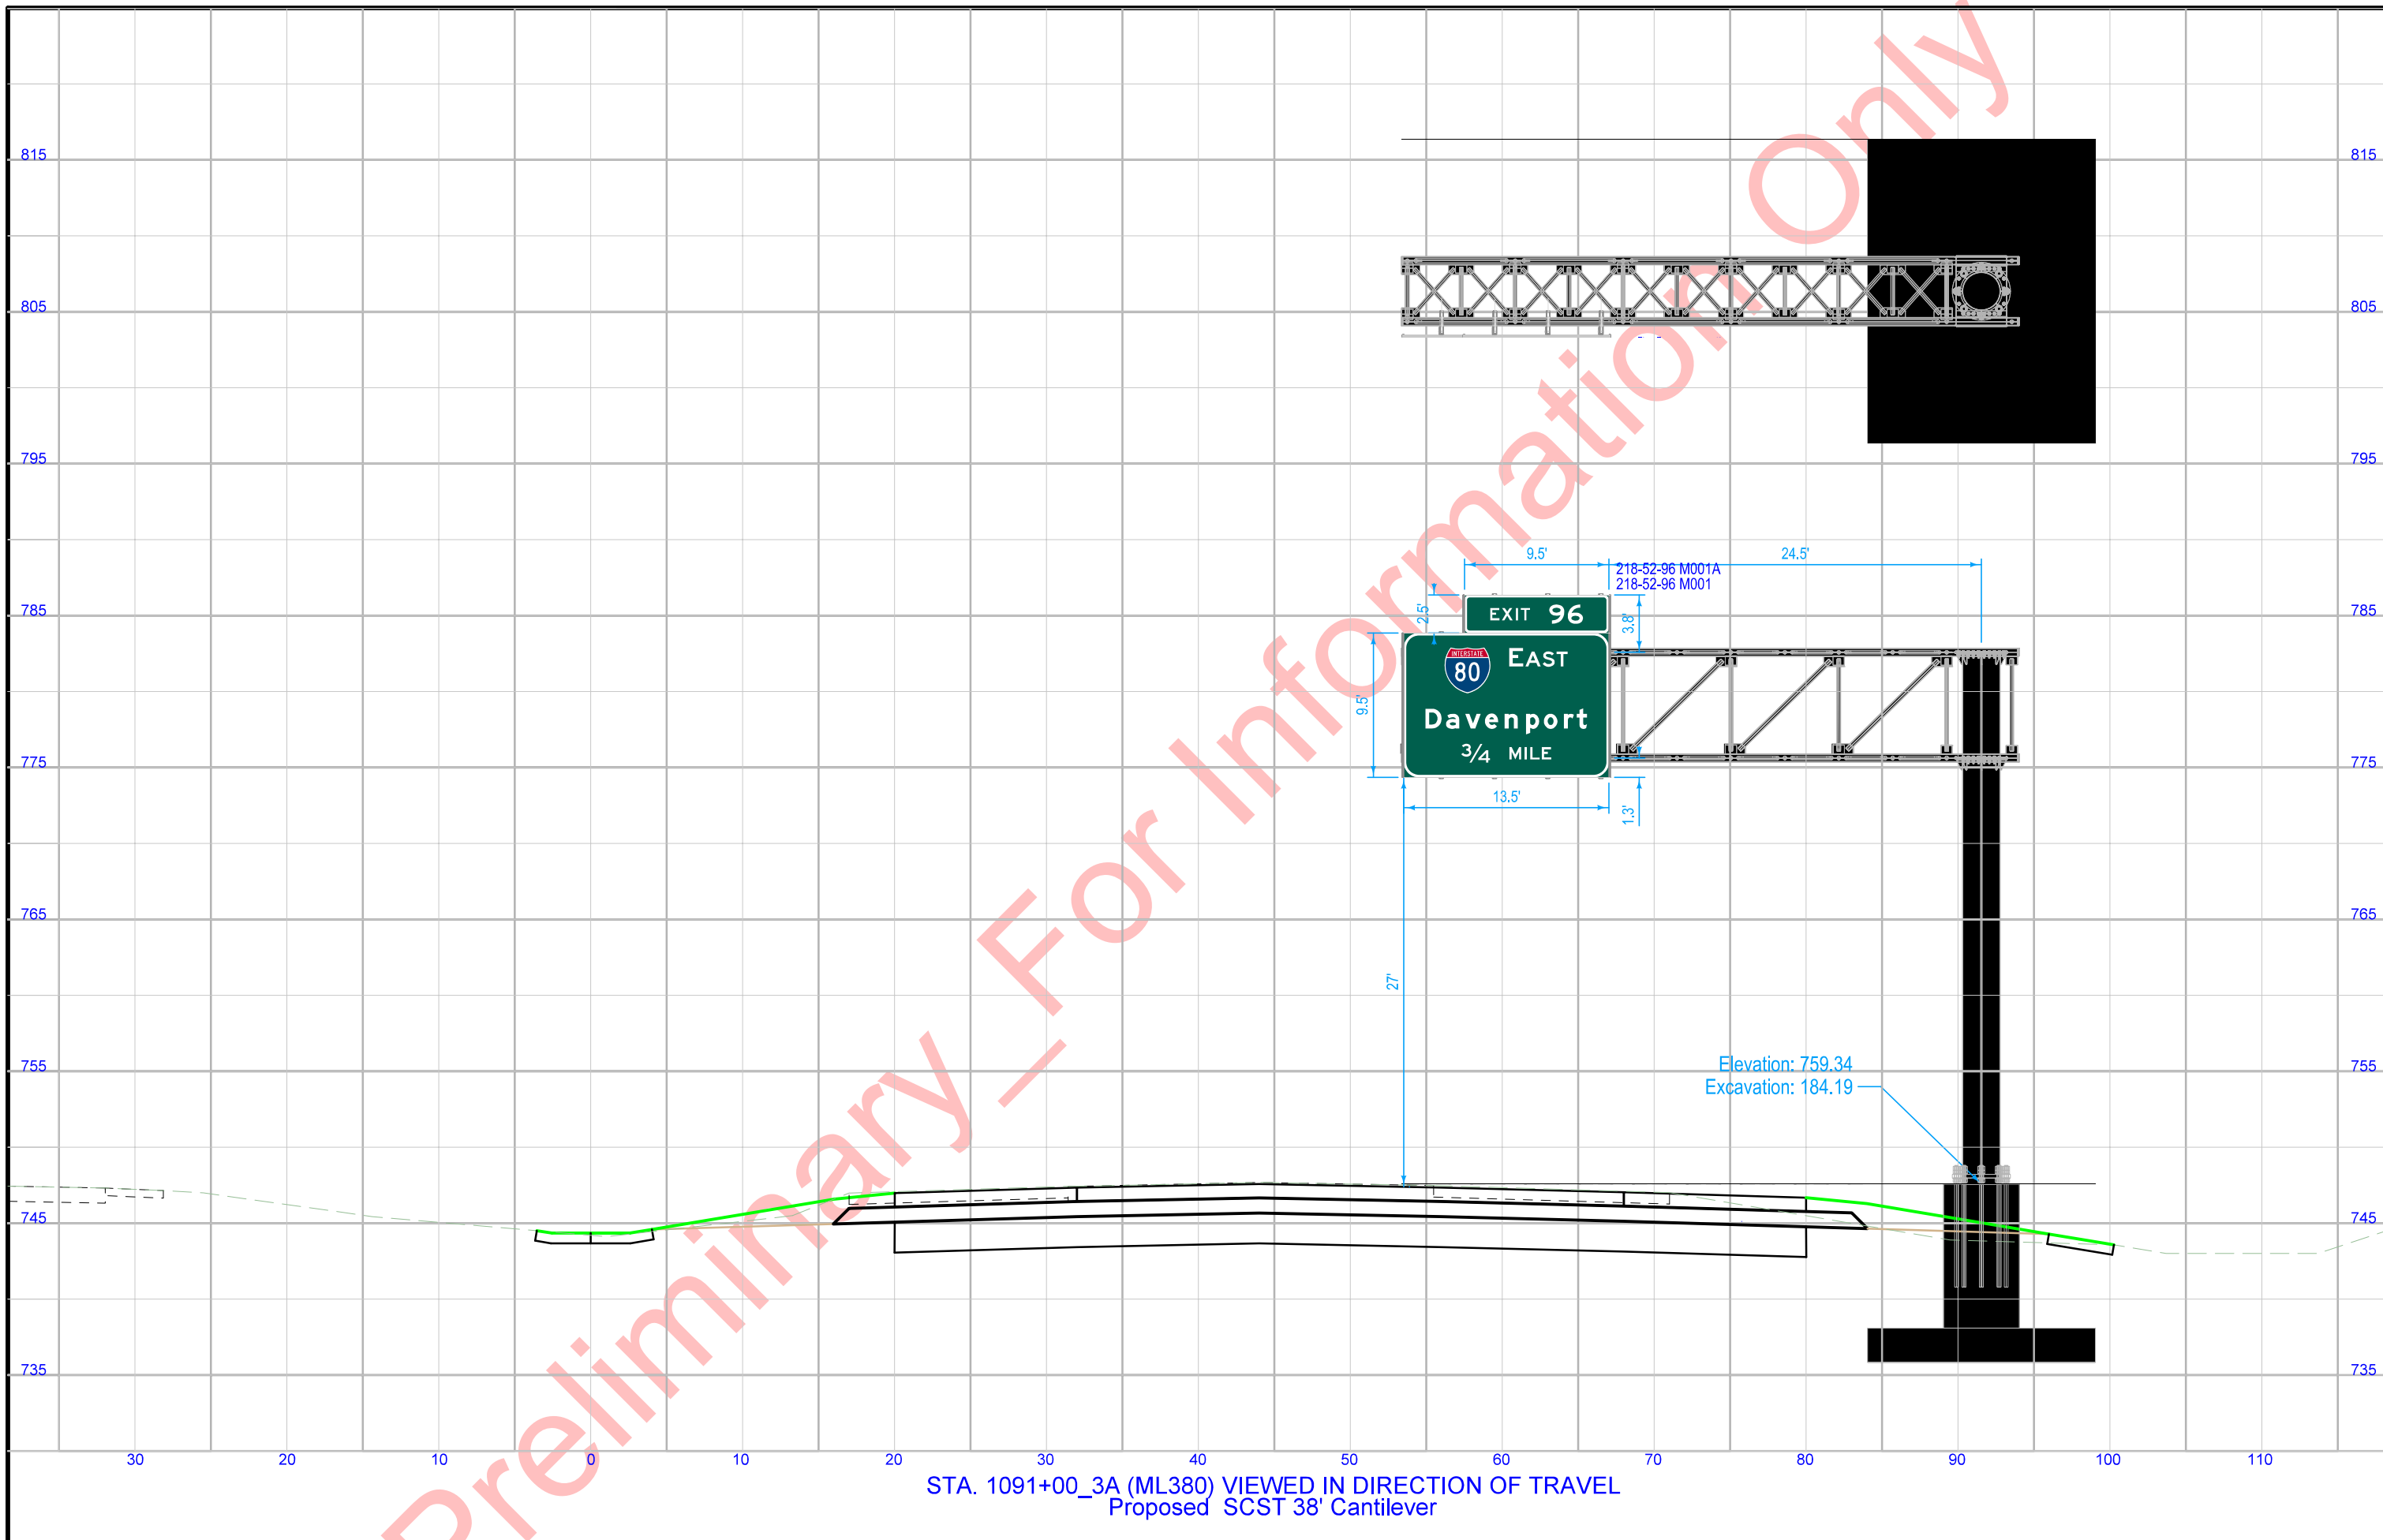 Preliminary_For Information Only
815
815
805
805
795
795
9.5'
24.5'
218-52-96 M001A
218-52-96 M001
785
785
2.5'
EXIT 96
3.8'
INTERSTATE
80
EAST
9.5'
Davenport
3/4 MILE
775
775
13.5'
1.3'
765
765
27'
755
755
Elevation: 759.34
Excavation: 184.19
745
745
735
735
30 20 10 0 10 20 30 40 50 60 70 80 90 100 110
STA. 1091+00_3A (ML380) VIEWED IN DIRECTION OF TRAVEL
Proposed SCST 38' Cantilever